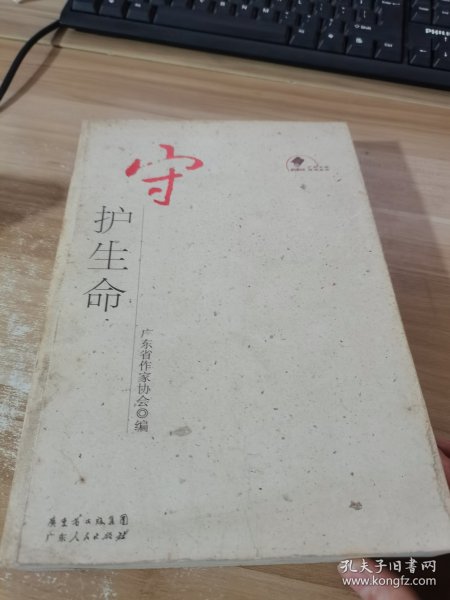 PHILIPS
守
护生命
广东省作家协会◎编
广东省出版集团
广东人民出版社
孔夫子旧书网
www.kongfz.com